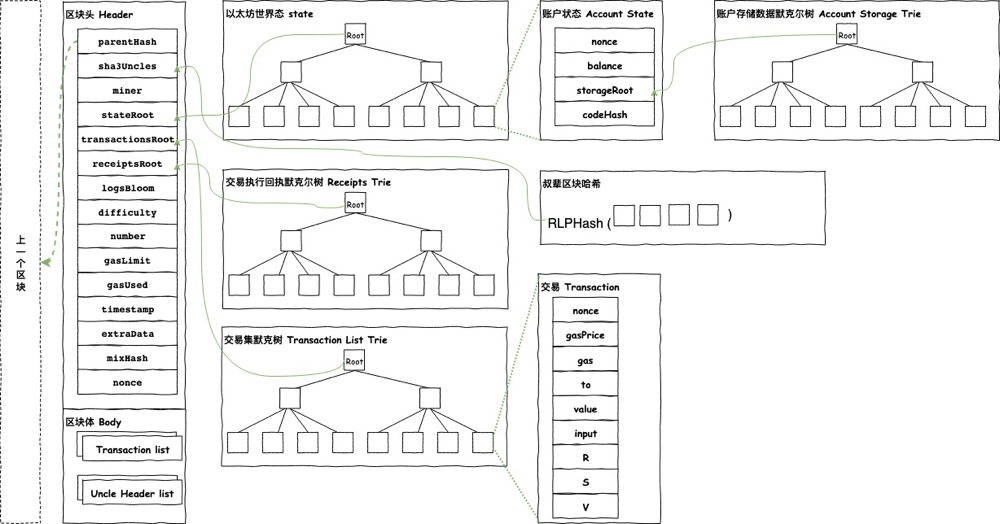 上一个区块
区块头 Header
parentHash
sha3Uncles
miner
stateRoot
transactionsRoot
receiptsRoot
logsBloom
difficulty
number
gasLimit
gasUsed
timestamp
extraData
mixHash
nonce
区块体 Body
Transaction list
Uncle Header list
以太坊世界态 state
Root
交易执行回执默克尔树 Receipts Trie
Root
交易集默克树 Transaction List Trie
Root
账户状态 Account State
nonce
balance
storageRoot
codeHash
账户存储数据默克尔树 Account Storage Trie
Root
叔辈区块哈希
RLPHash ( )
交易 Transaction
nonce
gasPrice
gas
to
value
input
R
S
V